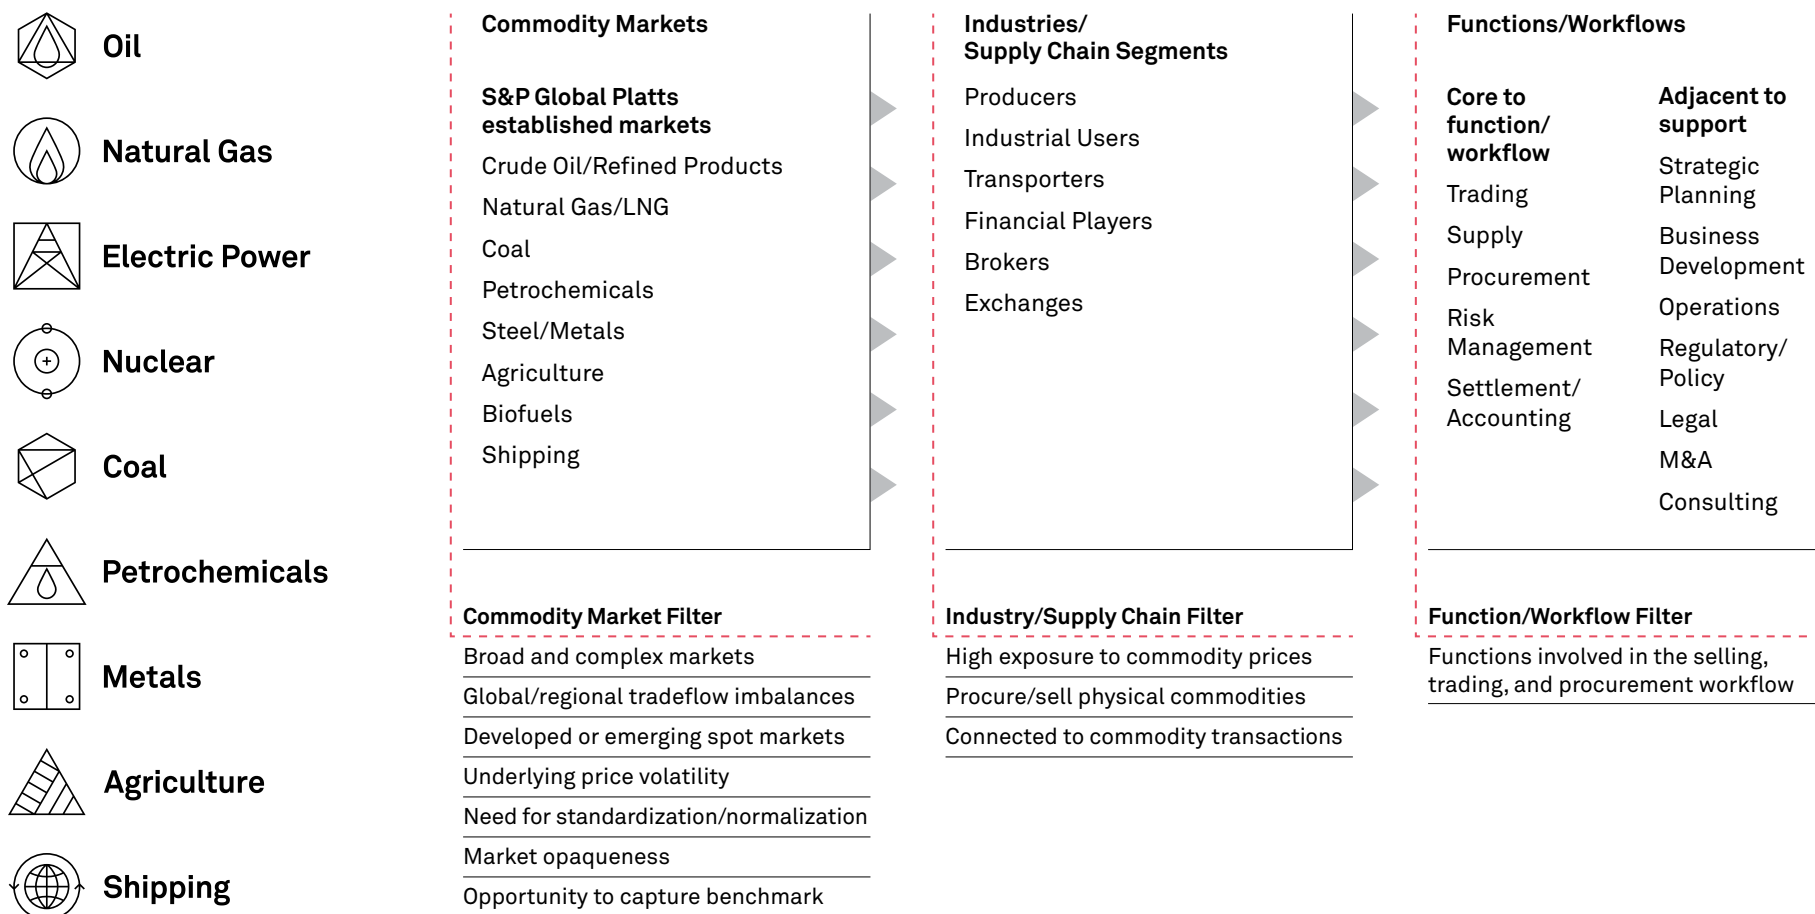 Oil
Natural Gas
Electric Power
Nuclear
Coal
Petrochemicals
Metals
Agriculture
Shipping
Commodity Markets
S&P Global Platts
established markets
Crude Oil/Refined Products
Natural Gas/LNG
Coal
Petrochemicals
Steel/Metals
Agriculture
Biofuels
Shipping
Commodity Market Filter
Broad and complex markets
Global/regional tradeflow imbalances
Developed or emerging spot markets
Underlying price volatility
Need for standardization/normalization
Market opaqueness
Opportunity to capture benchmark
Industries/
Supply Chain Segments
Producers
Industrial Users
Transporters
Financial Players
Brokers
Exchanges
Industry/Supply Chain Filter
High exposure to commodity prices
Procure/sell physical commodities
Connected to commodity transactions
Functions/Workflows
Core to
function/
workflow
Trading
Supply
Procurement
Risk
Management
Settlement/
Accounting
Adjacent to
support
Strategic
Planning
Business
Development
Operations
Regulatory/
Policy
Legal
M&A
Consulting
Function/Workflow Filter
Functions involved in the selling,
trading, and procurement workflow